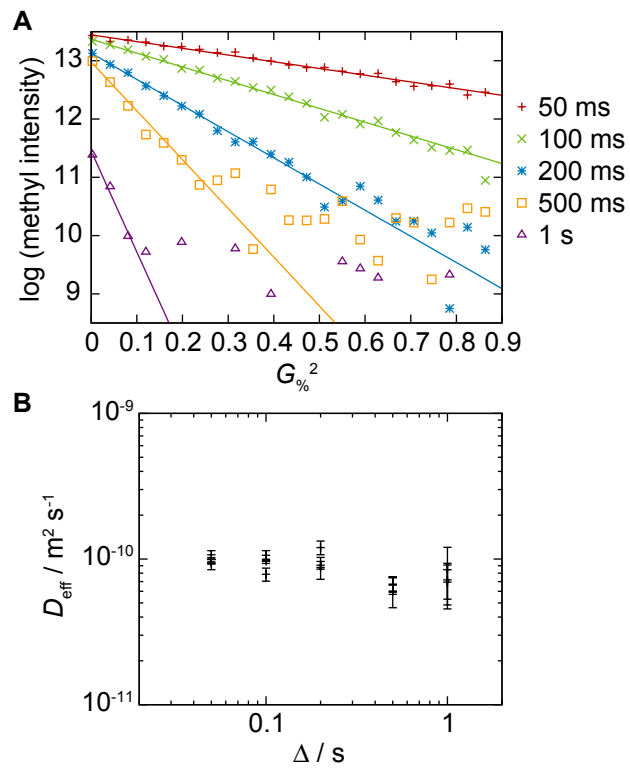 A
log (methyl intensity)
13
12
11
10
9
0 0.1 0.2 0.3 0.4 0.5 0.6 0.7 0.8 0.9
G%²
50 ms
100 ms
200 ms
500 ms
1 s
B
D_eff / m² s⁻¹
10⁻⁹
10⁻¹⁰
10⁻¹¹
0.1 1
Δ / s